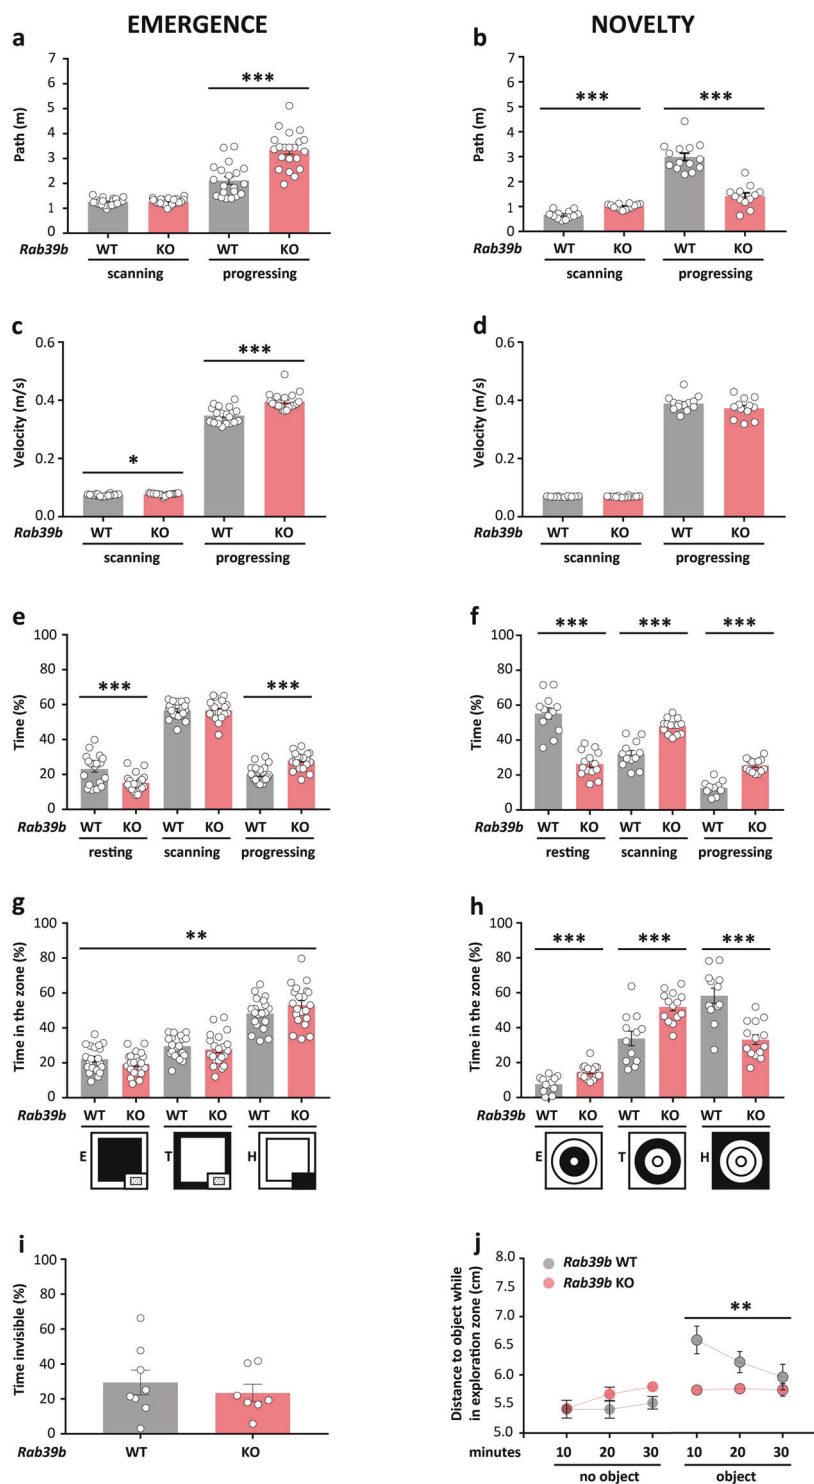 EMERGENCE
NOVELTY
a
Path (m)
7
6
5
4
3
2
1
0
***
Rab39b
WT KO WT KO
scanning progressing
b
Path (m)
7
6
5
4
3
2
1
0
*** ***
Rab39b
WT KO WT KO
scanning progressing
c
Velocity (m/s)
0.6
0.4
0.2
0.0
* ***
Rab39b
WT KO WT KO
scanning progressing
d
Velocity (m/s)
0.6
0.4
0.2
0.0
Rab39b
WT KO WT KO
scanning progressing
e
Time (%)
100
80
60
40
20
0
*** ***
Rab39b
WT KO WT KO WT KO
resting scanning progressing
f
Time (%)
100
80
60
40
20
0
*** *** ***
Rab39b
WT KO WT KO WT KO
resting scanning progressing
g
Time in the zone (%)
100
80
60
40
20
0
**
Rab39b
WT KO WT KO WT KO
E T H
h
Time in the zone (%)
100
80
60
40
20
0
*** *** ***
Rab39b
WT KO WT KO WT KO
E T H
i
Time invisible (%)
100
80
60
40
20
0
Rab39b
WT KO
j
Distance to object while
in exploration zone (cm)
8.0
7.5
7.0
6.5
6.0
5.5
5.0
Rab39b WT
Rab39b KO
**
minutes
10 20 30 10 20 30
no object object